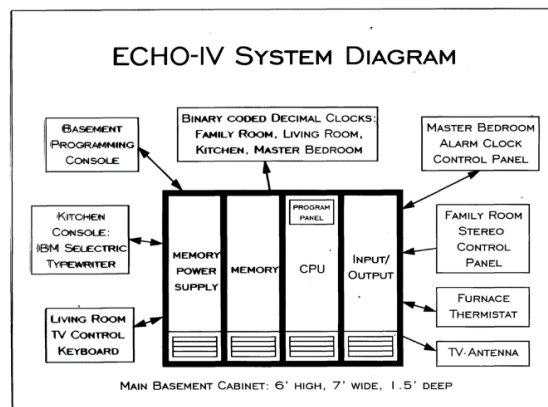 ECHO-IV SYSTEM DIAGRAM
BASEMENT
PROGRAMMING
CONSOLE
BINARY CODED DECIMAL CLOCKS:
FAMILY ROOM, LIVING ROOM,
KITCHEN, MASTER BEDROOM
MASTER BEDROOM
ALARM CLOCK
CONTROL PANEL
KITCHEN
CONSOLE:
IBM SELECTRIC
TYPEWRITER
LIVING ROOM
TV CONTROL
KEYBOARD
MEMORY
POWER
SUPPLY
MEMORY
PROGRAM
PANEL
CPU
INPUT/
OUTPUT
FAMILY ROOM
STEREO
CONTROL
PANEL
FURNACE
THERMISTAT
TV-ANTENNA
MAIN BASEMENT CABINET: 6' HIGH, 7' WIDE, 1.5' DEEP